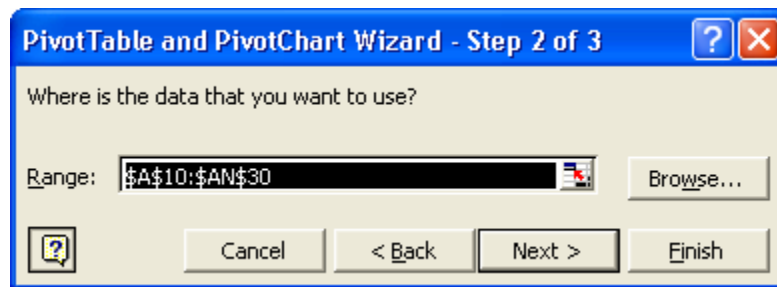 PivotTable and PivotChart Wizard - Step 2 of 3
Where is the data that you want to use?
Range: $A$10:$AN$30 Browse...
Cancel < Back Next > Finish